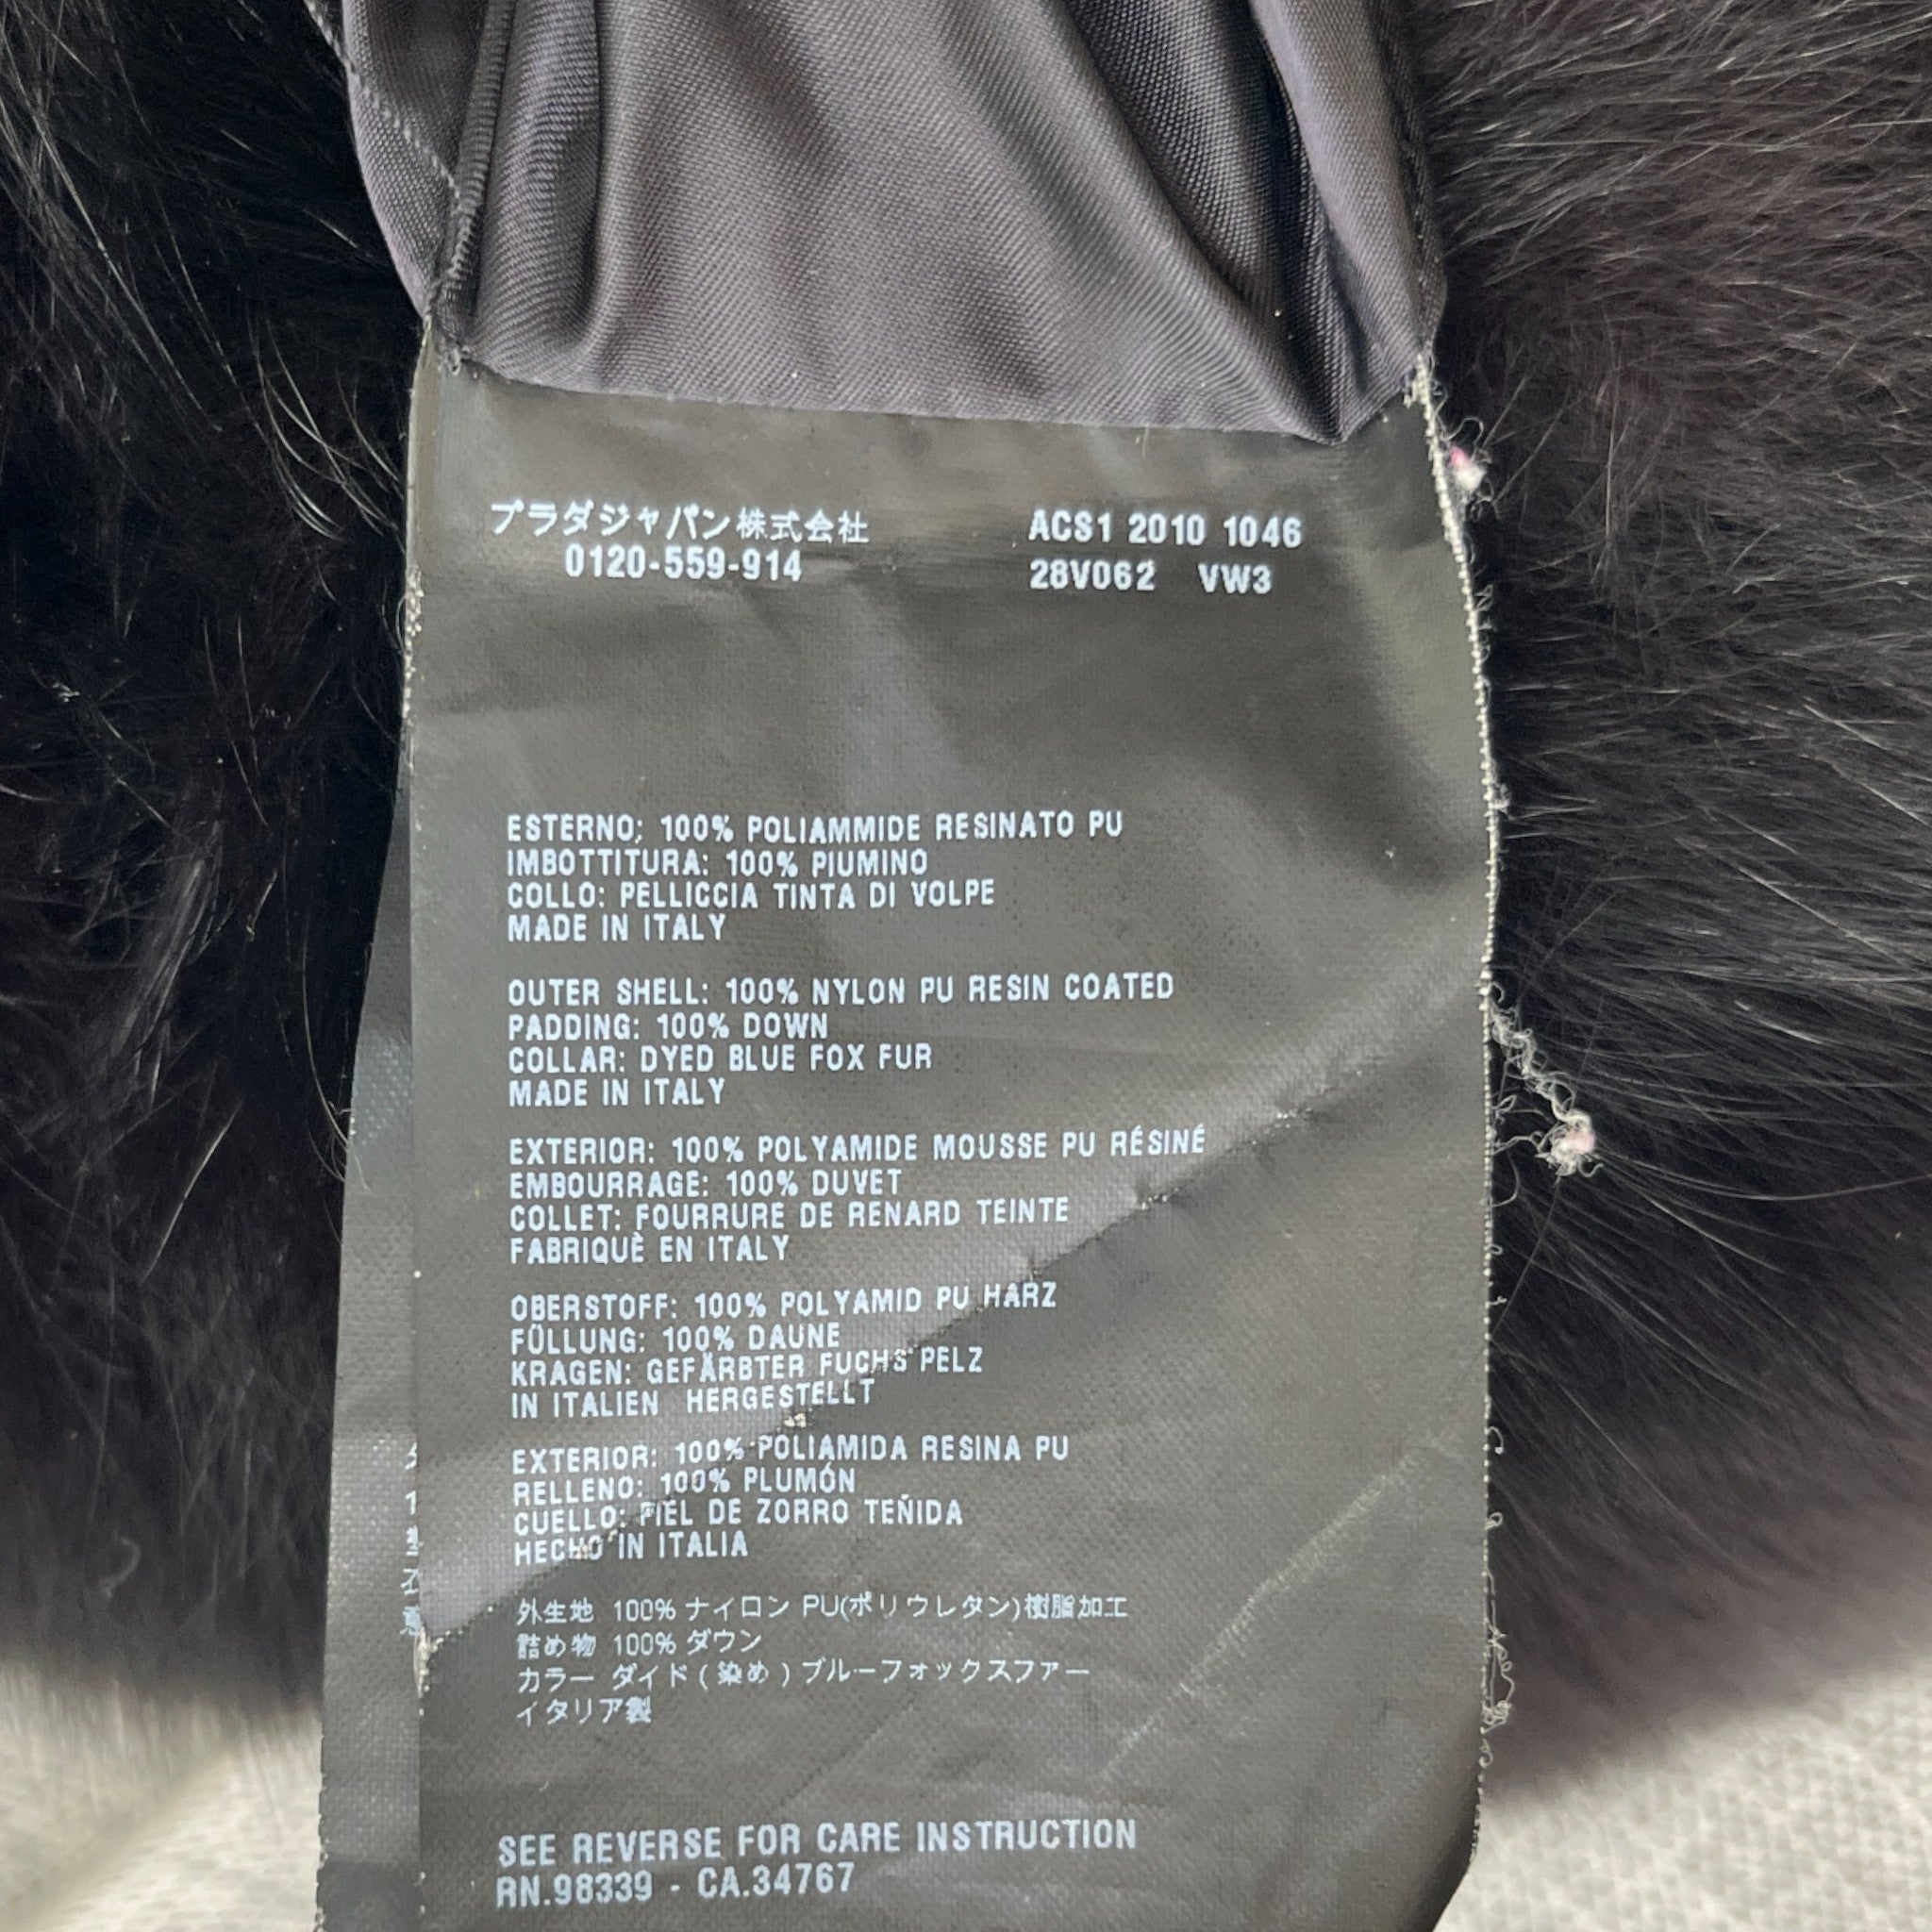 プラダジャパン株式会社
0120-559-914
ACS1 2010 1046
28V062 VW3
ESTERNO: 100% POLIAMMIDE RESINATO PU
IMBOTTITURA: 100% PIUMINO
COLLO: PELLICCIA TINTA DI VOLPE
MADE IN ITALY
OUTER SHELL: 100% NYLON PU RESIN COATED
PADDING: 100% DOWN
COLLAR: DYED BLUE FOX FUR
MADE IN ITALY
EXTERIOR: 100% POLYAMIDE MOUSSE PU RÉSINÉ
EMBOURRAGE: 100% DUVET
COLLET: FOURRURE DE RENARD TEINTE
FABRIQUÈ EN ITALY
OBERSTOFF: 100% POLYAMID PU HARZ
FÜLLUNG: 100% DAUNE
KRAGEN: GEFÄRBTER FUCHS PELZ
IN ITALIEN HERGESTELLT
EXTERIOR: 100% POLIAMIDA RESINA PU
RELLENO: 100% PLUMÓN
CUELLO: PIEL DE ZORRO TEÑIDA
HECHO IN ITALIA
外生地 100% ナイロン PU(ポリウレタン)樹脂加工
詰め物 100% ダウン
カラー ダイド(染め)ブルーフォックスファー
イタリア製
SEE REVERSE FOR CARE INSTRUCTION
RN.98339 - CA.34767